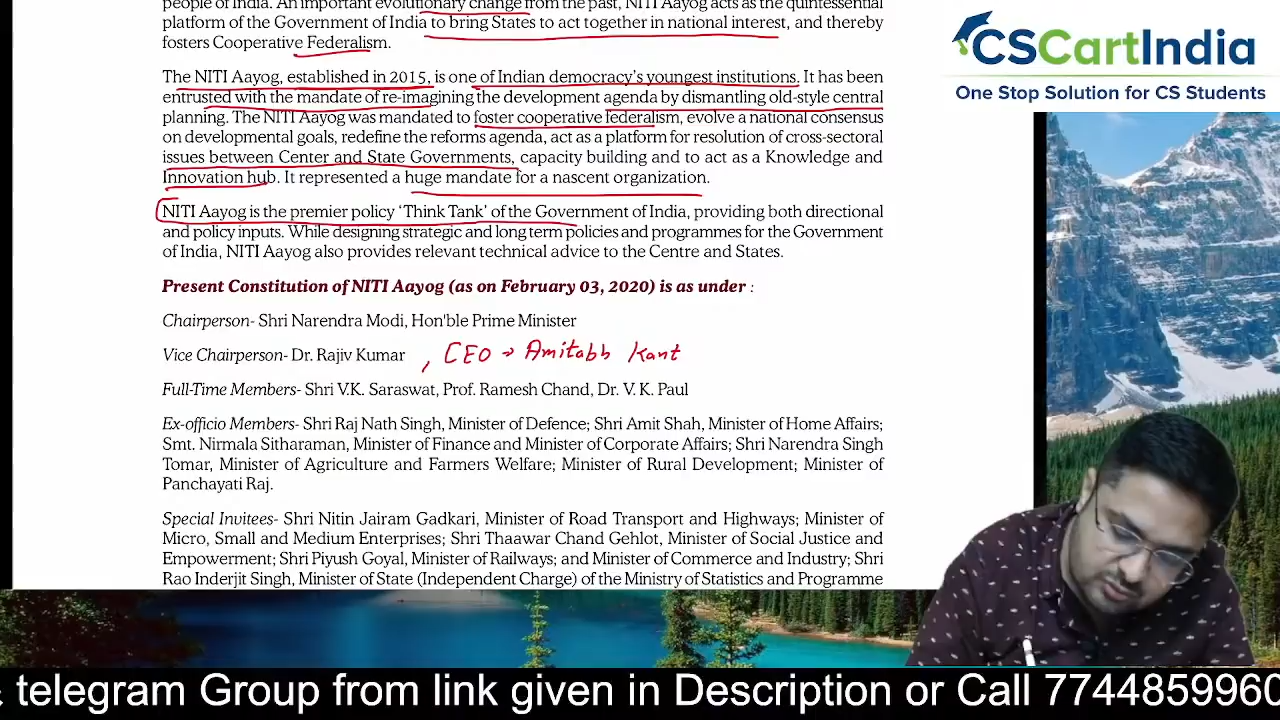 people of India. An important evolutionary change from the past, NITI Aayog acts as the quintessential
platform of the Government of India to bring States to act together in national interest, and thereby
fosters Cooperative Federalism.
The NITI Aayog, established in 2015, is one of Indian democracy's youngest institutions. It has been
entrusted with the mandate of re-imagining the development agenda by dismantling old-style central
planning. The NITI Aayog was mandated to foster cooperative federalism, evolve a national consensus
on developmental goals, redefine the reforms agenda, act as a platform for resolution of cross-sectoral
issues between Center and State Governments, capacity building and to act as a Knowledge and
Innovation hub. It represented a huge mandate for a nascent organization.
NITI Aayog is the premier policy 'Think Tank' of the Government of India, providing both directional
and policy inputs. While designing strategic and long term policies and programmes for the Government
of India, NITI Aayog also provides relevant technical advice to the Centre and States.
Present Constitution of NITI Aayog (as on February 03, 2020) is as under :
Chairperson- Shri Narendra Modi, Hon'ble Prime Minister
Vice Chairperson- Dr. Rajiv Kumar , CEO → Amitabh Kant
Full-Time Members- Shri V.K. Saraswat, Prof. Ramesh Chand, Dr. V. K. Paul
Ex-officio Members- Shri Raj Nath Singh, Minister of Defence; Shri Amit Shah, Minister of Home Affairs;
Smt. Nirmala Sitharaman, Minister of Finance and Minister of Corporate Affairs; Shri Narendra Singh
Tomar, Minister of Agriculture and Farmers Welfare; Minister of Rural Development; Minister of
Panchayati Raj.
Special Invitees- Shri Nitin Jairam Gadkari, Minister of Road Transport and Highways; Minister of
Micro, Small and Medium Enterprises; Shri Thaawar Chand Gehlot, Minister of Social Justice and
Empowerment; Shri Piyush Goyal, Minister of Railways; and Minister of Commerce and Industry; Shri
Rao Inderjit Singh, Minister of State (Independent Charge) of the Ministry of Statistics and Programme
CSCartIndia
One Stop Solution for CS Students
& telegram Group from link given in Description or Call 7744859960